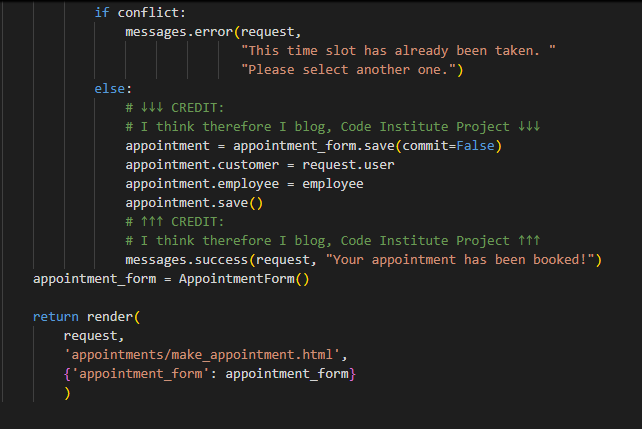 if conflict:
messages.error(request,
"This time slot has already been taken. "
"Please select another one.")
else:
# ↓↓↓ CREDIT:
# I think therefore I blog, Code Institute Project ↓↓↓
appointment = appointment_form.save(commit=False)
appointment.customer = request.user
appointment.employee = employee
appointment.save()
# ↑↑↑ CREDIT:
# I think therefore I blog, Code Institute Project ↑↑↑
messages.success(request, "Your appointment has been booked!")
appointment_form = AppointmentForm()
return render(
request,
'appointments/make_appointment.html',
{'appointment_form': appointment_form}
)